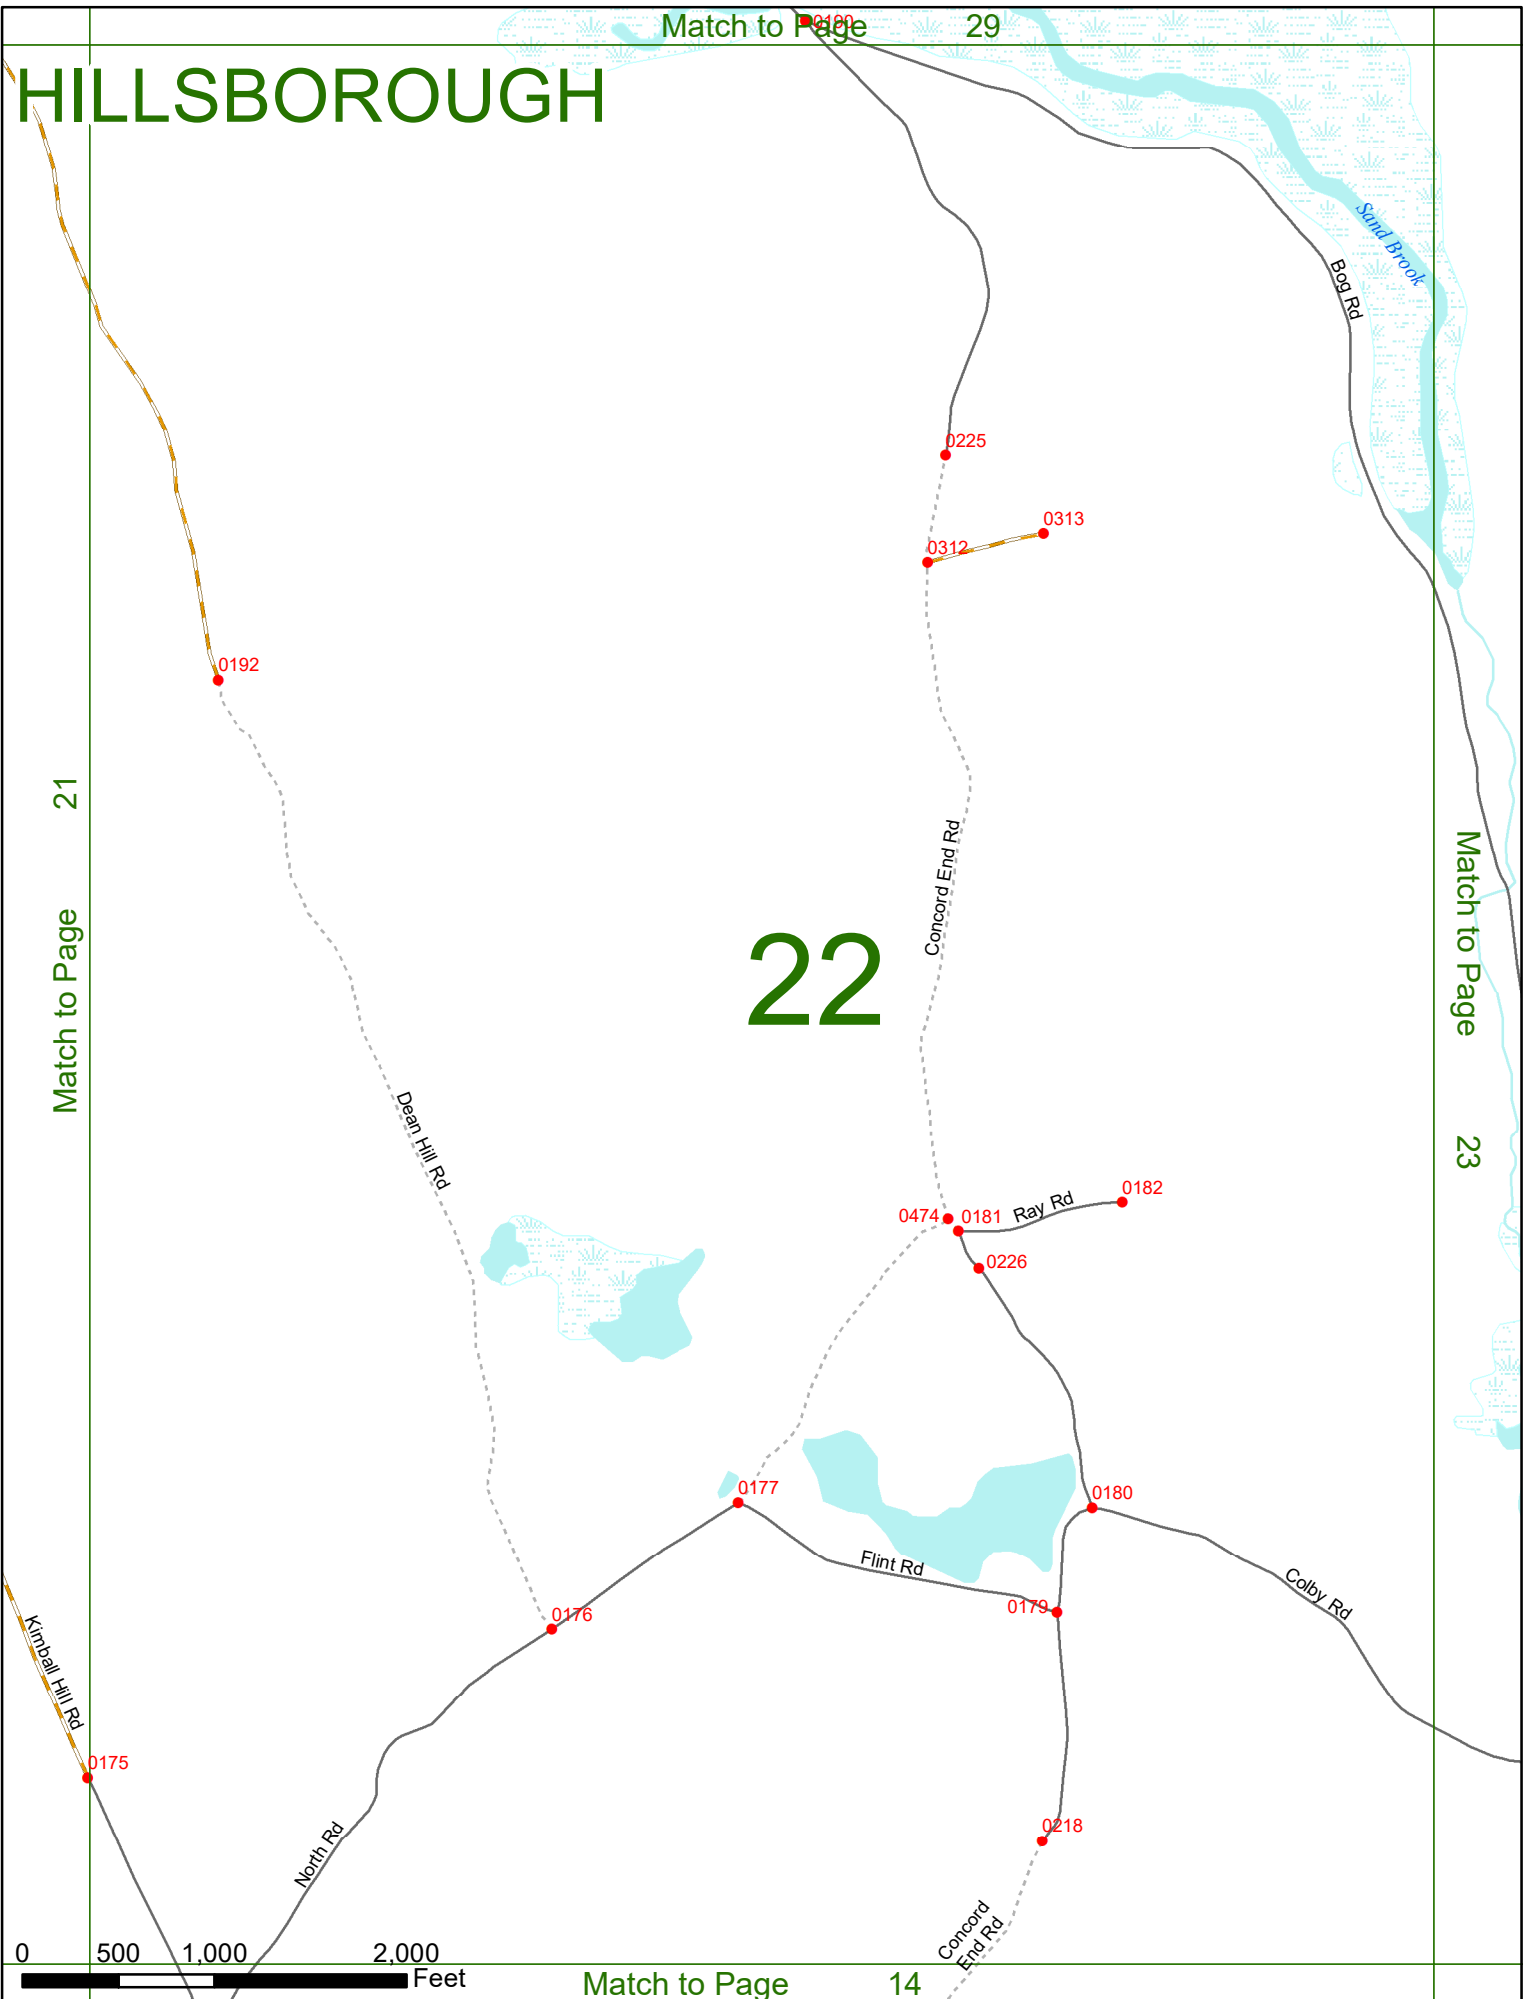 Match to Page 29
0190
HILLSBOROUGH
Sand Brook
Bog Rd
0225
0313
0312
0192
Match to Page 21
Concord End Rd
22
Match to Page 23
Dean Hill Rd
0182
Ray Rd
0474
0181
0226
0177
0180
Flint Rd
Colby Rd
0179
0176
Kimball Hill Rd
0175
0218
North Rd
Concord
End Rd
0 500 1,000 2,000
Feet
Match to Page 14